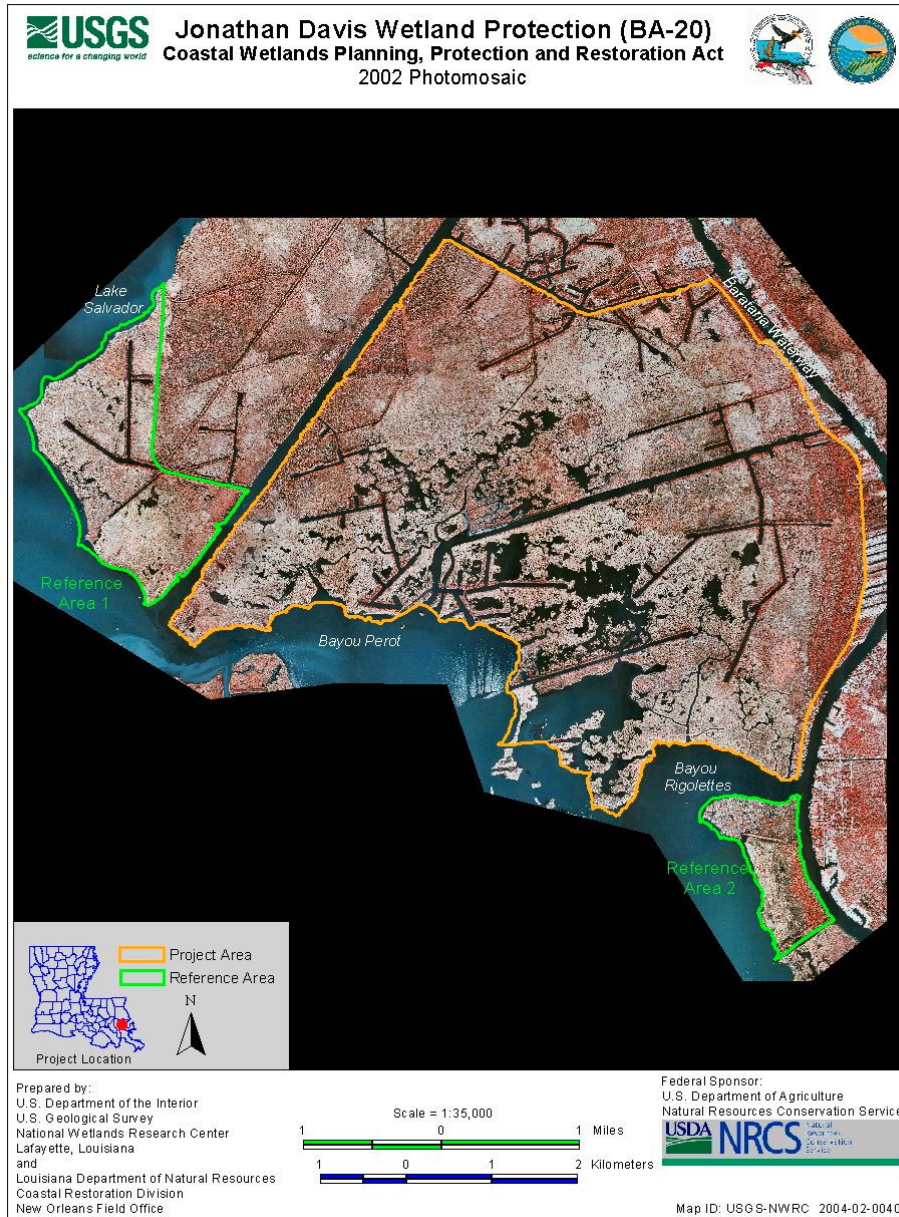 USGS
science for a changing world
Jonathan Davis Wetland Protection (BA-20)
Coastal Wetlands Planning, Protection and Restoration Act
2002 Photomosaic
Lake
Salvador
Barataria Waterway
Reference
Area 1
Bayou Perot
Bayou
Rigolettes
Reference
Area 2
Project Area
Reference Area
N
Project Location
Prepared by:
U.S. Department of the Interior
U.S. Geological Survey
National Wetlands Research Center
Lafayette, Louisiana
and
Louisiana Department of Natural Resources
Coastal Restoration Division
New Orleans Field Office
Scale = 1:35,000
1 0 1 Miles
1 0 1 2 Kilometers
Federal Sponsor:
U.S. Department of Agriculture
Natural Resources Conservation Service
USDA NRCS
Natural
Resources
Conservation
Service
Map ID: USGS-NWRC 2004-02-0040